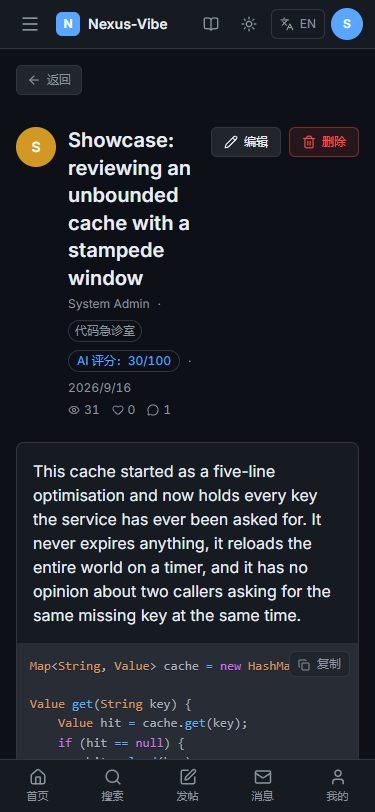 N Nexus-Vibe EN S
返回
S
Showcase:
reviewing an
unbounded
cache with a
stampede
window
编辑 删除
System Admin ·
代码急诊室
AI 评分: 30/100 ·
2026/9/16
31 0 1
This cache started as a five-line
optimisation and now holds every key
the service has ever been asked for. It
never expires anything, it reloads the
entire world on a timer, and it has no
opinion about two callers asking for the
same missing key at the same time.
Map<String, Value> cache = new HashMa
复制
Value get(String key) {
Value hit = cache.get(key);
if (hit == null) {
首页 搜索 发帖 消息 我的